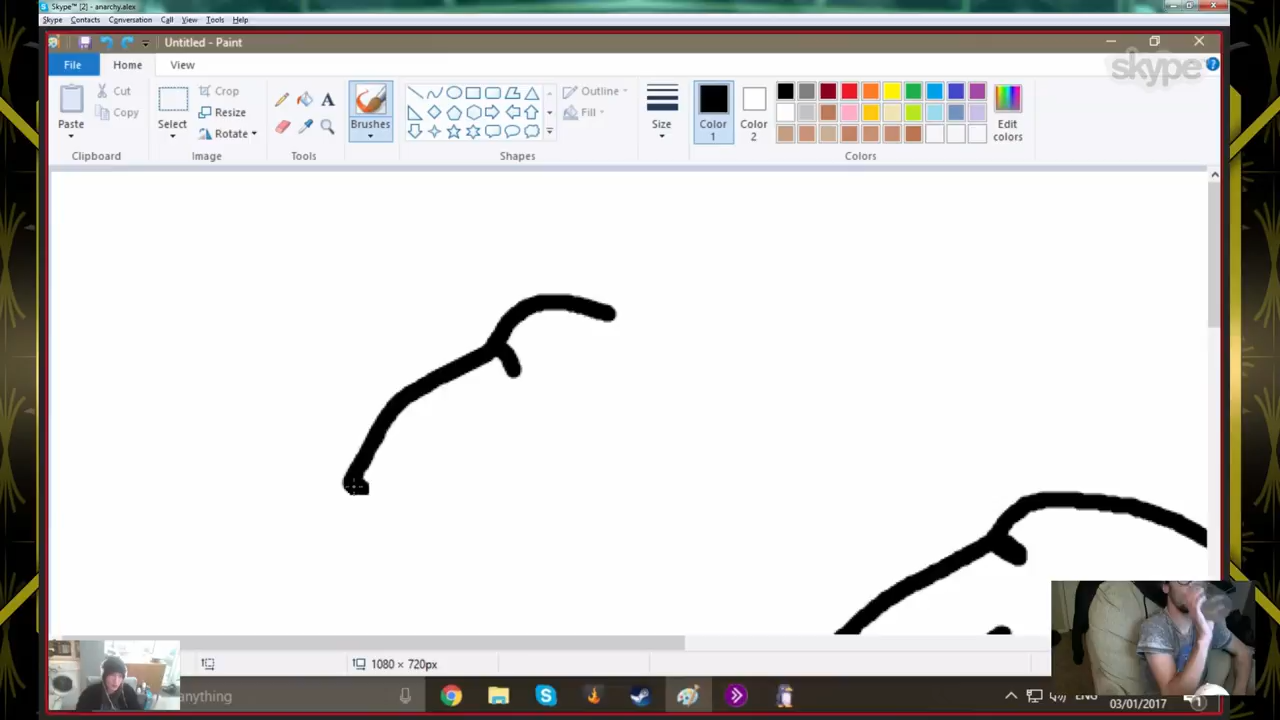 Skype™ [2] - anarchy.alex
Skype Contacts Conversation Call View Tools Help
Untitled - Paint
skype
File Home View
Paste
Cut
Copy
Clipboard
Select
Crop
Resize
Rotate
Image
A
Tools
Brushes
Shapes
Outline
Fill
Size
Color 1
Color 2
Edit colors
Colors
1080 × 720px
nything
ENG
03/01/2017
1